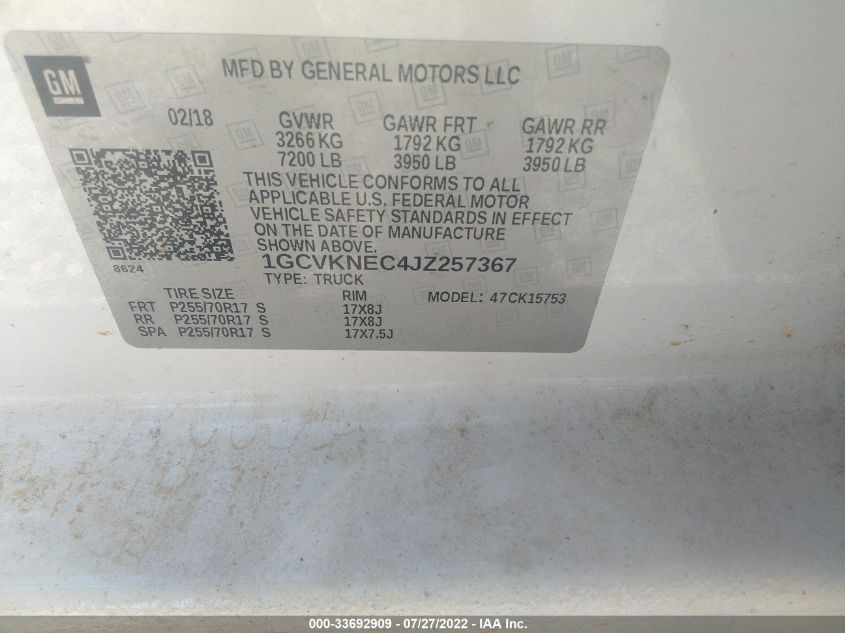 GM
MFD BY GENERAL MOTORS LLC
02/18
GVWR
3266 KG
7200 LB
GAWR FRT
1792 KG
3950 LB
GAWR RR
1792 KG
3950 LB
THIS VEHICLE CONFORMS TO ALL
APPLICABLE U.S. FEDERAL MOTOR
VEHICLE SAFETY STANDARDS IN EFFECT
ON THE DATE OF MANUFACTURE
SHOWN ABOVE.
8624
1GCVKNEC4JZ257367
TYPE: TRUCK
TIRE SIZE RIM MODEL: 47CK15753
FRT P255/70R17 S 17X8J
RR P255/70R17 S 17X8J
SPA P255/70R17 S 17X7.5J
000-33692909 - 07/27/2022 - IAA Inc.